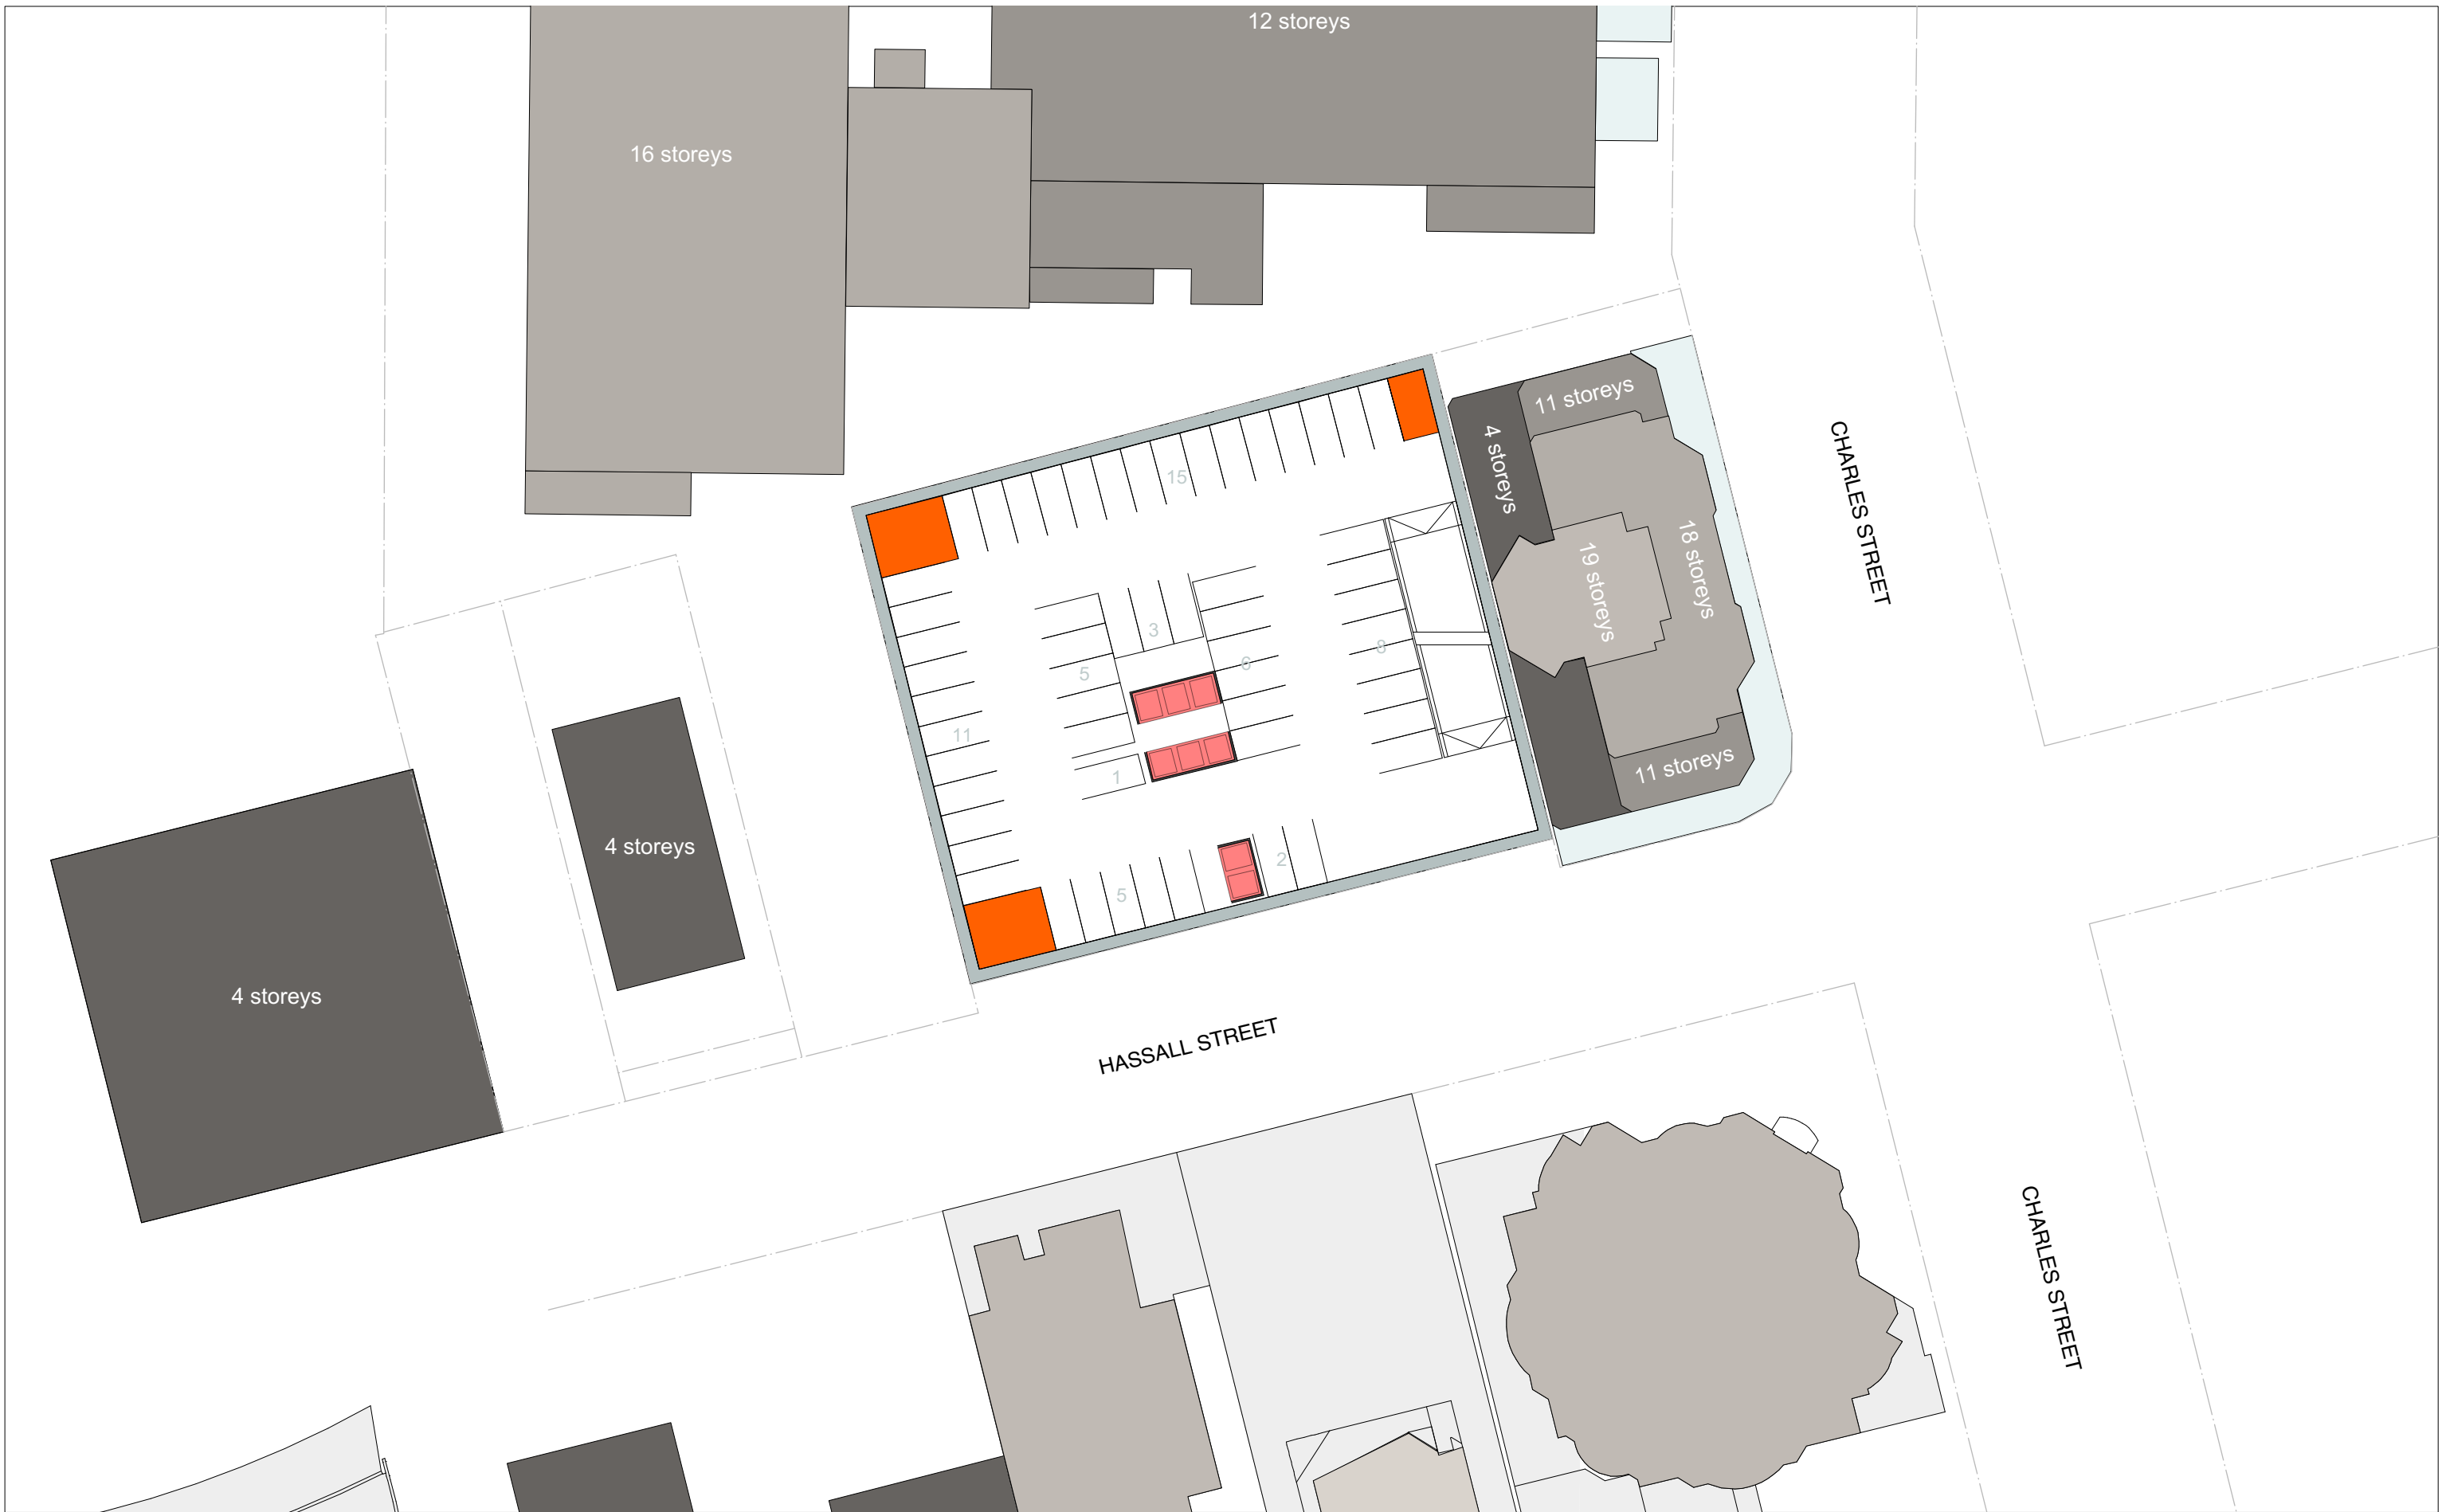 12 storeys
16 storeys
11 storeys
4 storeys
15
CHARLES STREET
18 storeys
19 storeys
3
6
8
5
11
1
11 storeys
4 storeys
2
5
4 storeys
HASSALL STREET
CHARLES STREET